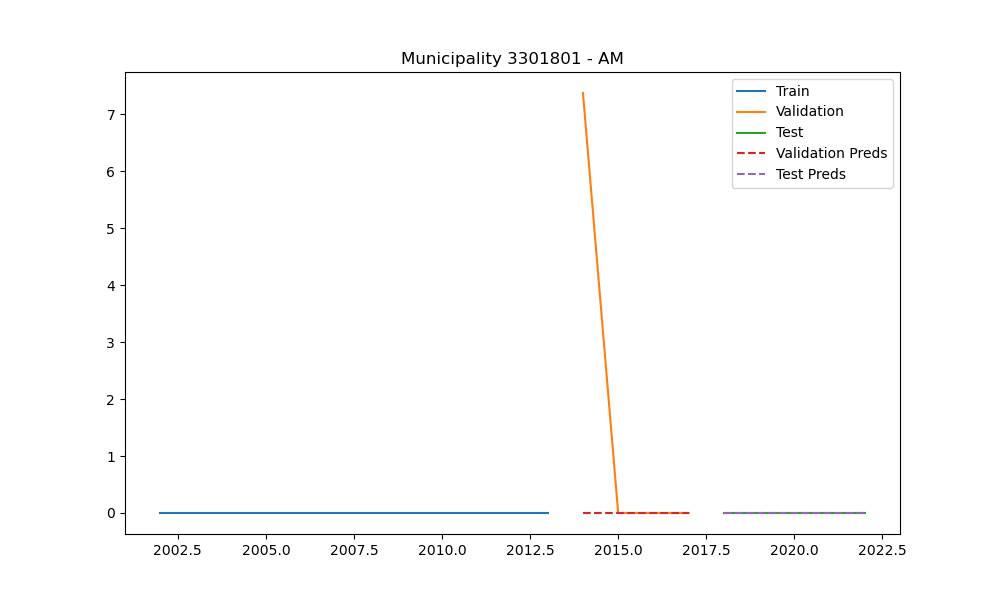 Municipality 3301801 - AM
Train
Validation
Test
Validation Preds
Test Preds
7
6
5
4
3
2
1
0
2002.5 2005.0 2007.5 2010.0 2012.5 2015.0 2017.5 2020.0 2022.5